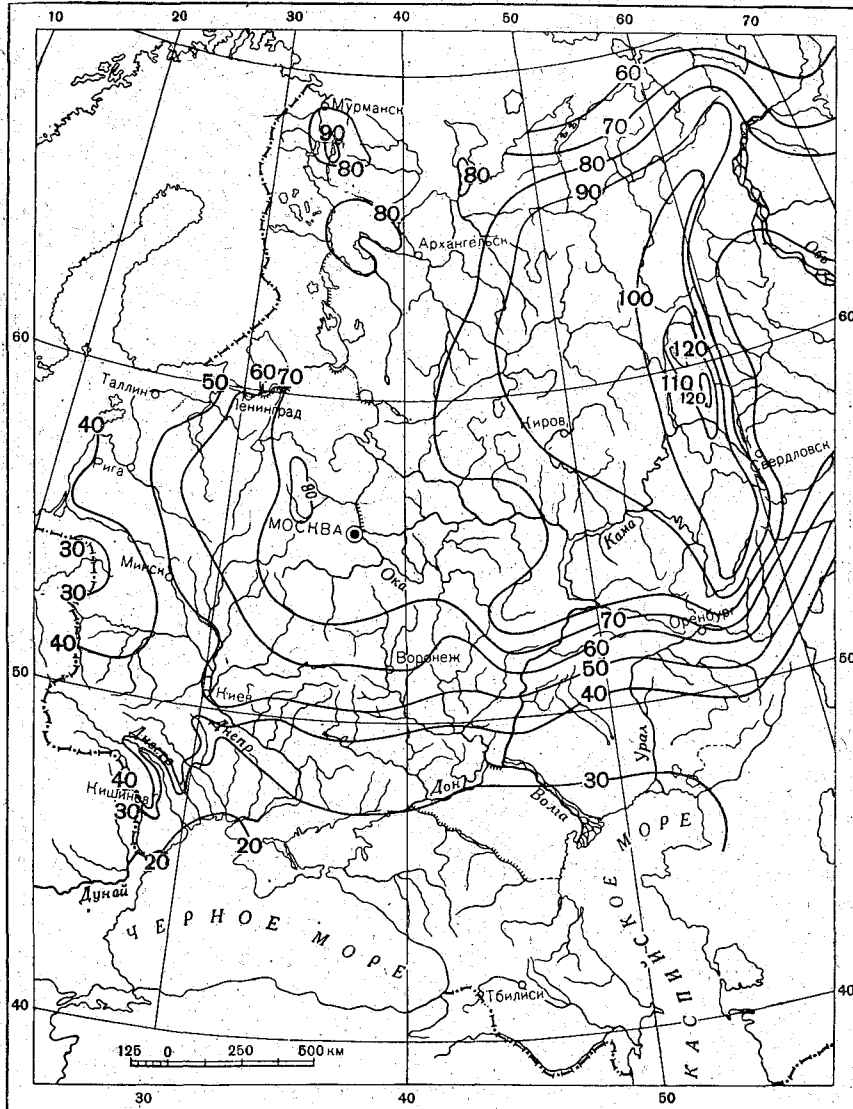 10 20 30 40 50 60 70
60
Мурманск
70
90
80
80
80
90
80
Архангельск
Обь
100
60
60
120
50 60 70
110
120
Таллин
Ленинград
40
Киров
Свердловск
Рига
80
МОСКВА
30
Кама
Минск
Ока
30
70
Оренбург
40
60
Воронеж
50
50
50
Киев
40
Днестр
Днепр
Урал
40
Дон
30
Кишинев
Волга
30
20
20
Дунай
ЧЕРНОЕ МОРЕ
КАСПИЙСКОЕ МОРЕ
Тбилиси
40
40
125 0 250 500 км
30 40 50